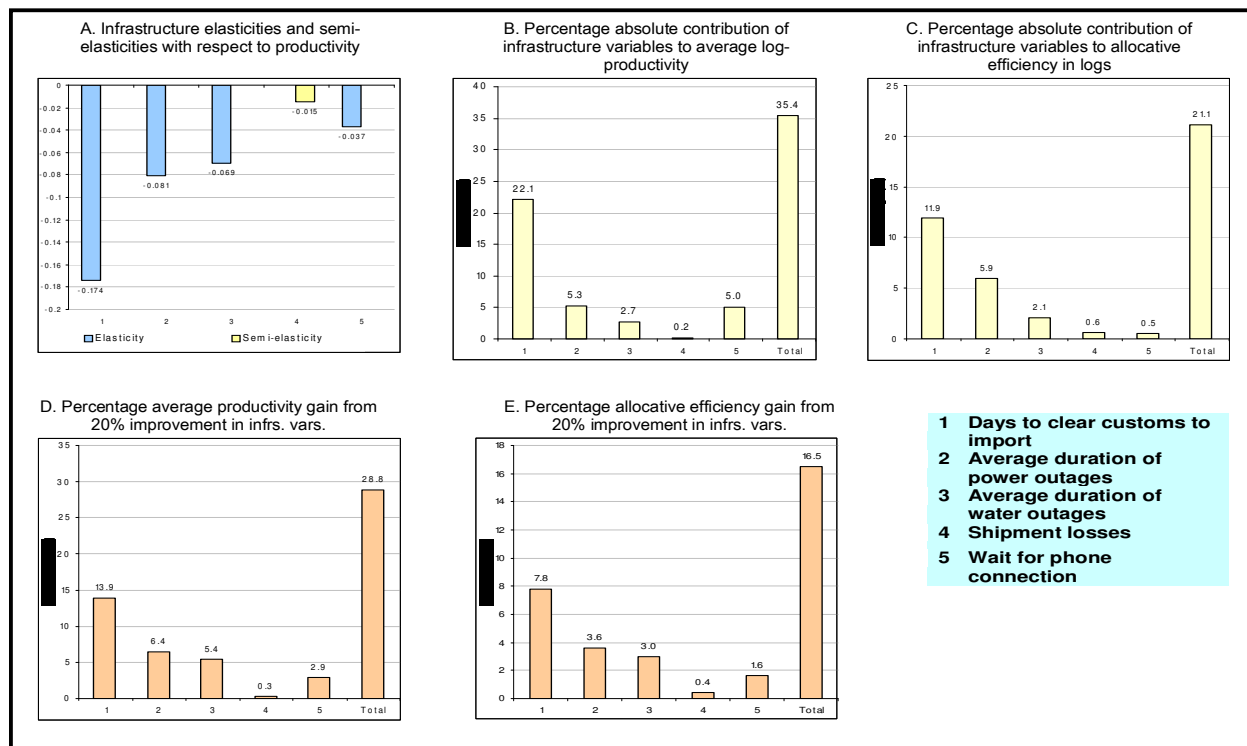 A. Infrastructure elasticities and semi-
elasticities with respect to productivity
0
-0.02
-0.04
-0.06
-0.08
-0.1
-0.12
-0.14
-0.16
-0.18
-0.2
-0.174
-0.081
-0.069
-0.015
-0.037
1 2 3 4 5
Elasticity Semi-elasticity
B. Percentage absolute contribution of
infrastructure variables to average log-
productivity
40
35
30
25
20
15
10
5
0
22.1
5.3
2.7
0.2
5.0
35.4
1 2 3 4 5 Total
C. Percentage absolute contribution of
infrastructure variables to allocative
efficiency in logs
25
20
15
10
5
0
11.9
5.9
2.1
0.6
0.5
21.1
1 2 3 4 5 Total
D. Percentage average productivity gain from
20% improvement in infrs. vars.
35
30
25
20
15
10
5
0
13.9
6.4
5.4
0.3
2.9
28.8
1 2 3 4 5 Total
E. Percentage allocative efficiency gain from
20% improvement in infrs. vars.
18
16
14
12
10
8
6
4
2
0
7.8
3.6
3.0
0.4
1.6
16.5
1 2 3 4 5 Total
1 Days to clear customs to
import
2 Average duration of
power outages
3 Average duration of
water outages
4 Shipment losses
5 Wait for phone
connection